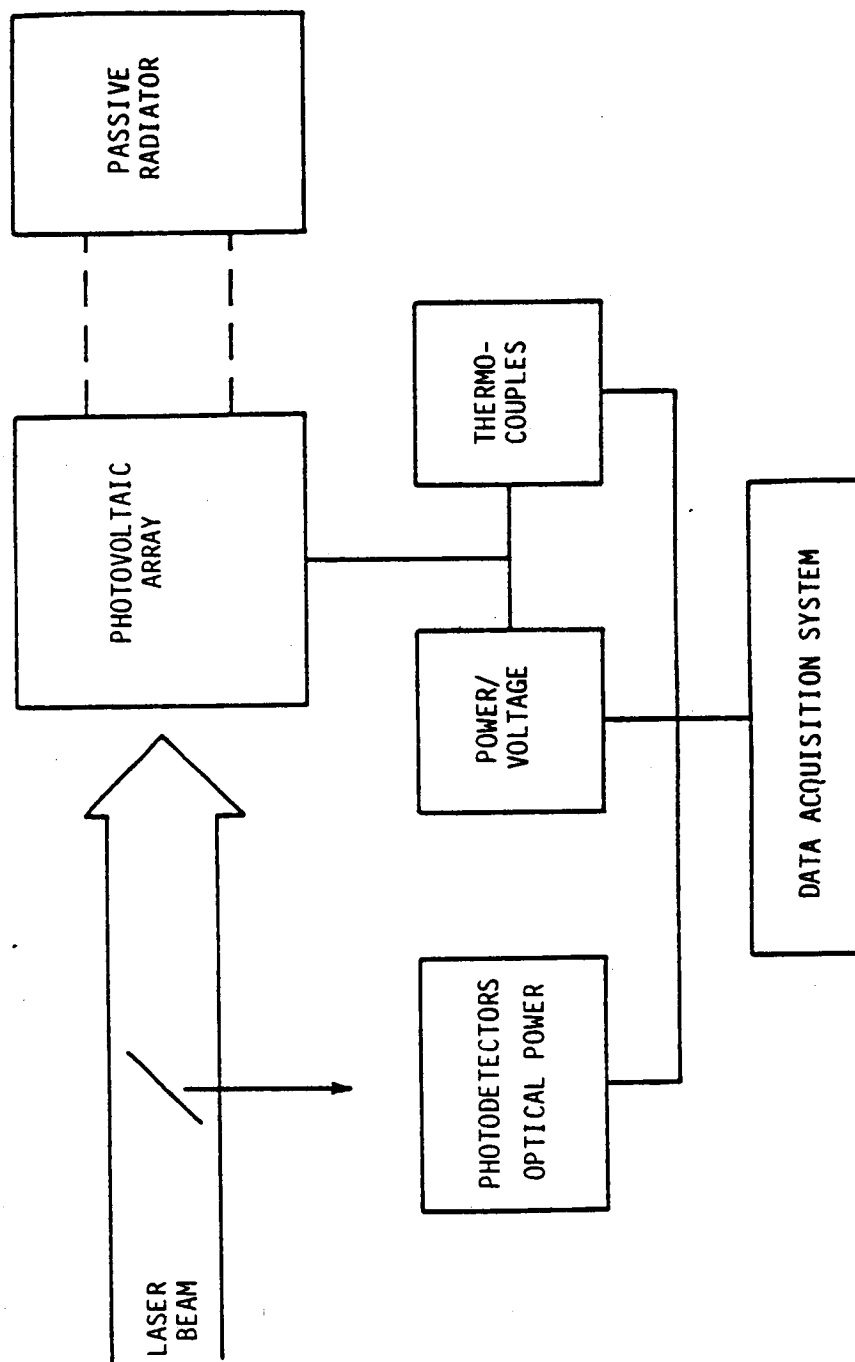 LASER
BEAM
PHOTOVOLTAIC
ARRAY
PASSIVE
RADIATOR
PHOTODETECTORS
OPTICAL POWER
POWER/
VOLTAGE
THERMO-
COUPLES
DATA ACQUISITION SYSTEM